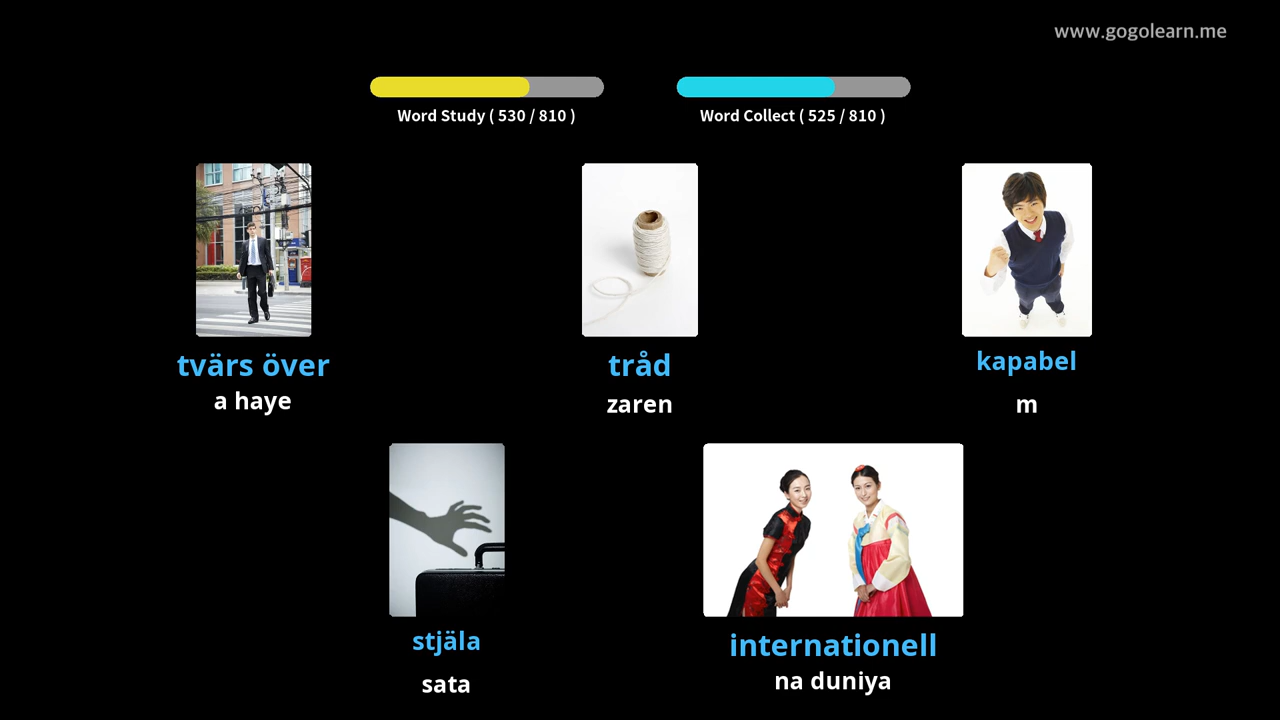 www.gogolearn.me
Word Study ( 530 / 810 )
Word Collect ( 525 / 810 )
tvärs över
a haye
tråd
zaren
kapabel
m
stjäla
sata
internationell
na duniya